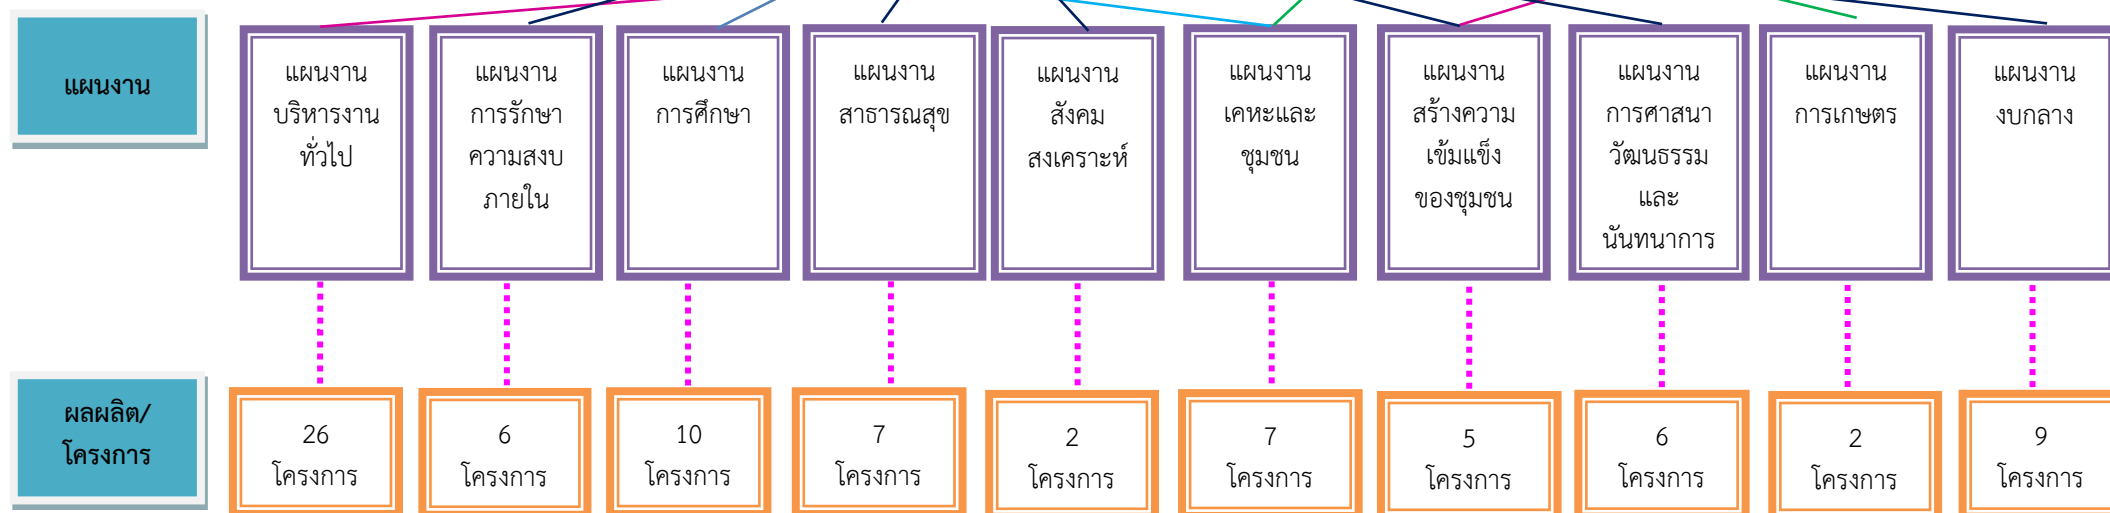 แผนงาน
แผนงาน
บริหารงาน
ทั่วไป
แผนงาน
การรักษา
ความสงบ
ภายใน
แผนงาน
การศึกษา
แผนงาน
สาธารณสุข
แผนงาน
สังคม
สงเคราะห์
แผนงาน
เคหะและ
ชุมชน
แผนงาน
สร้างความ
เข้มแข็ง
ของชุมชน
แผนงาน
การศาสนา
วัฒนธรรม
และ
นันทนาการ
แผนงาน
การเกษตร
แผนงาน
งบกลาง
ผลผลิต/
โครงการ
26
โครงการ
6
โครงการ
10
โครงการ
7
โครงการ
2
โครงการ
7
โครงการ
5
โครงการ
6
โครงการ
2
โครงการ
9
โครงการ